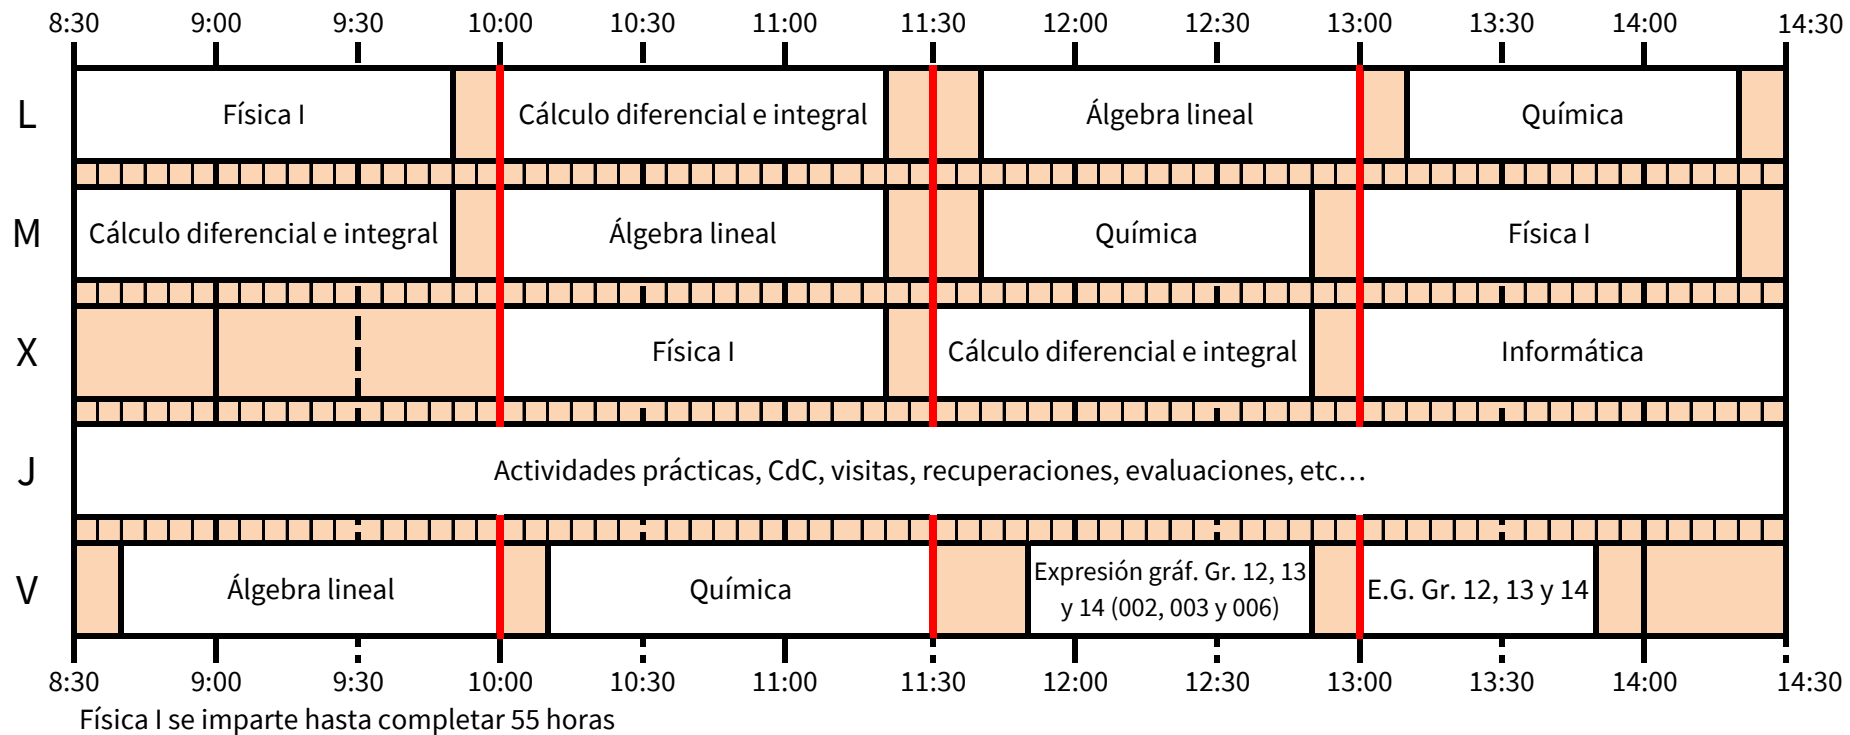 8:30 9:00 9:30 10:00 10:30 11:00 11:30 12:00 12:30 13:00 13:30 14:00 14:30
L Física I Cálculo diferencial e integral Álgebra lineal Química
M Cálculo diferencial e integral Álgebra lineal Química Física I
X Física I Cálculo diferencial e integral Informática
J Actividades prácticas, CdC, visitas, recuperaciones, evaluaciones, etc…
V Álgebra lineal Química Expresión gráf. Gr. 12, 13
y 14 (002, 003 y 006)
E.G. Gr. 12, 13 y 14
8:30 9:00 9:30 10:00 10:30 11:00 11:30 12:00 12:30 13:00 13:30 14:00 14:30
Física I se imparte hasta completar 55 horas